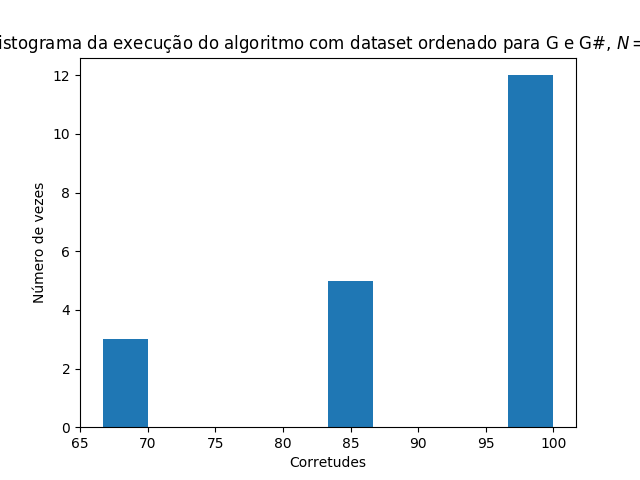 istograma da execução do algoritmo com dataset ordenado para G e G#, N =
12
10
8
6
4
2
0
Número de vezes
65 70 75 80 85 90 95 100
Corretudes